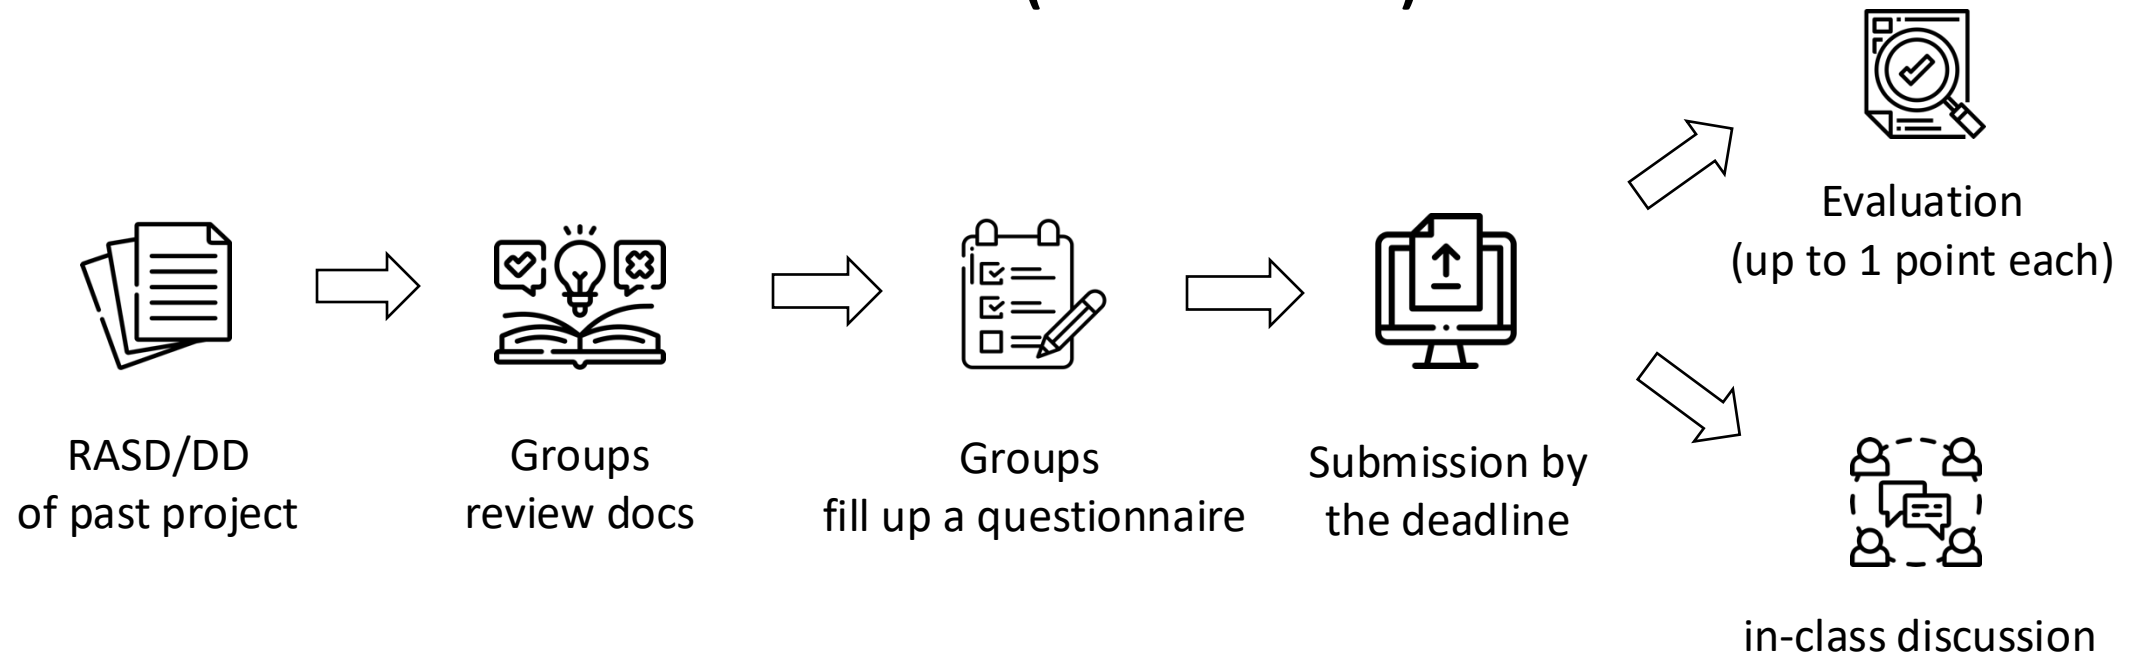 RASD/DD
of past project
Groups
review docs
Groups
fill up a questionnaire
Submission by
the deadline
Evaluation
(up to 1 point each)
in-class discussion